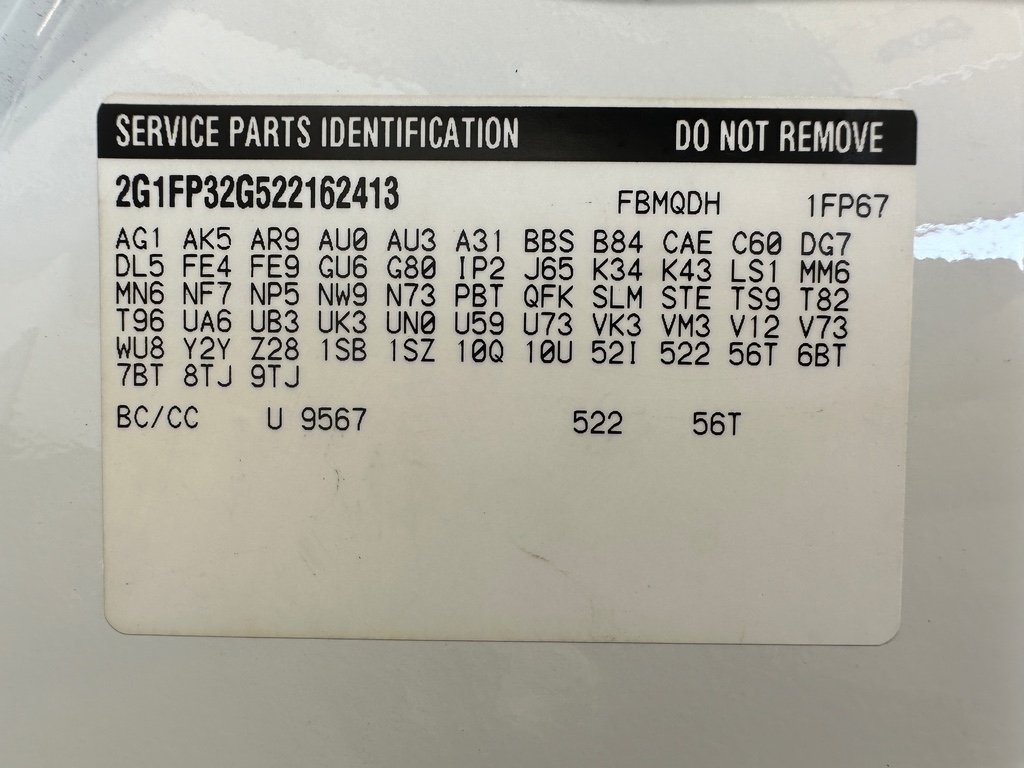 SERVICE PARTS IDENTIFICATION DO NOT REMOVE
2G1FP32G522162413 FBMQDH 1FP67
AG1 AK5 AR9 AU0 AU3 A31 BBS B84 CAE C60 DG7
DL5 FE4 FE9 GU6 G80 IP2 J65 K34 K43 LS1 MM6
MN6 NF7 NP5 NW9 N73 PBT QFK SLM STE TS9 T82
T96 UA6 UB3 UK3 UN0 U59 U73 VK3 VM3 V12 V73
WU8 Y2Y Z28 1SB 1SZ 10Q 10U 52I 522 56T 6BT
7BT 8TJ 9TJ
BC/CC U 9567 522 56T